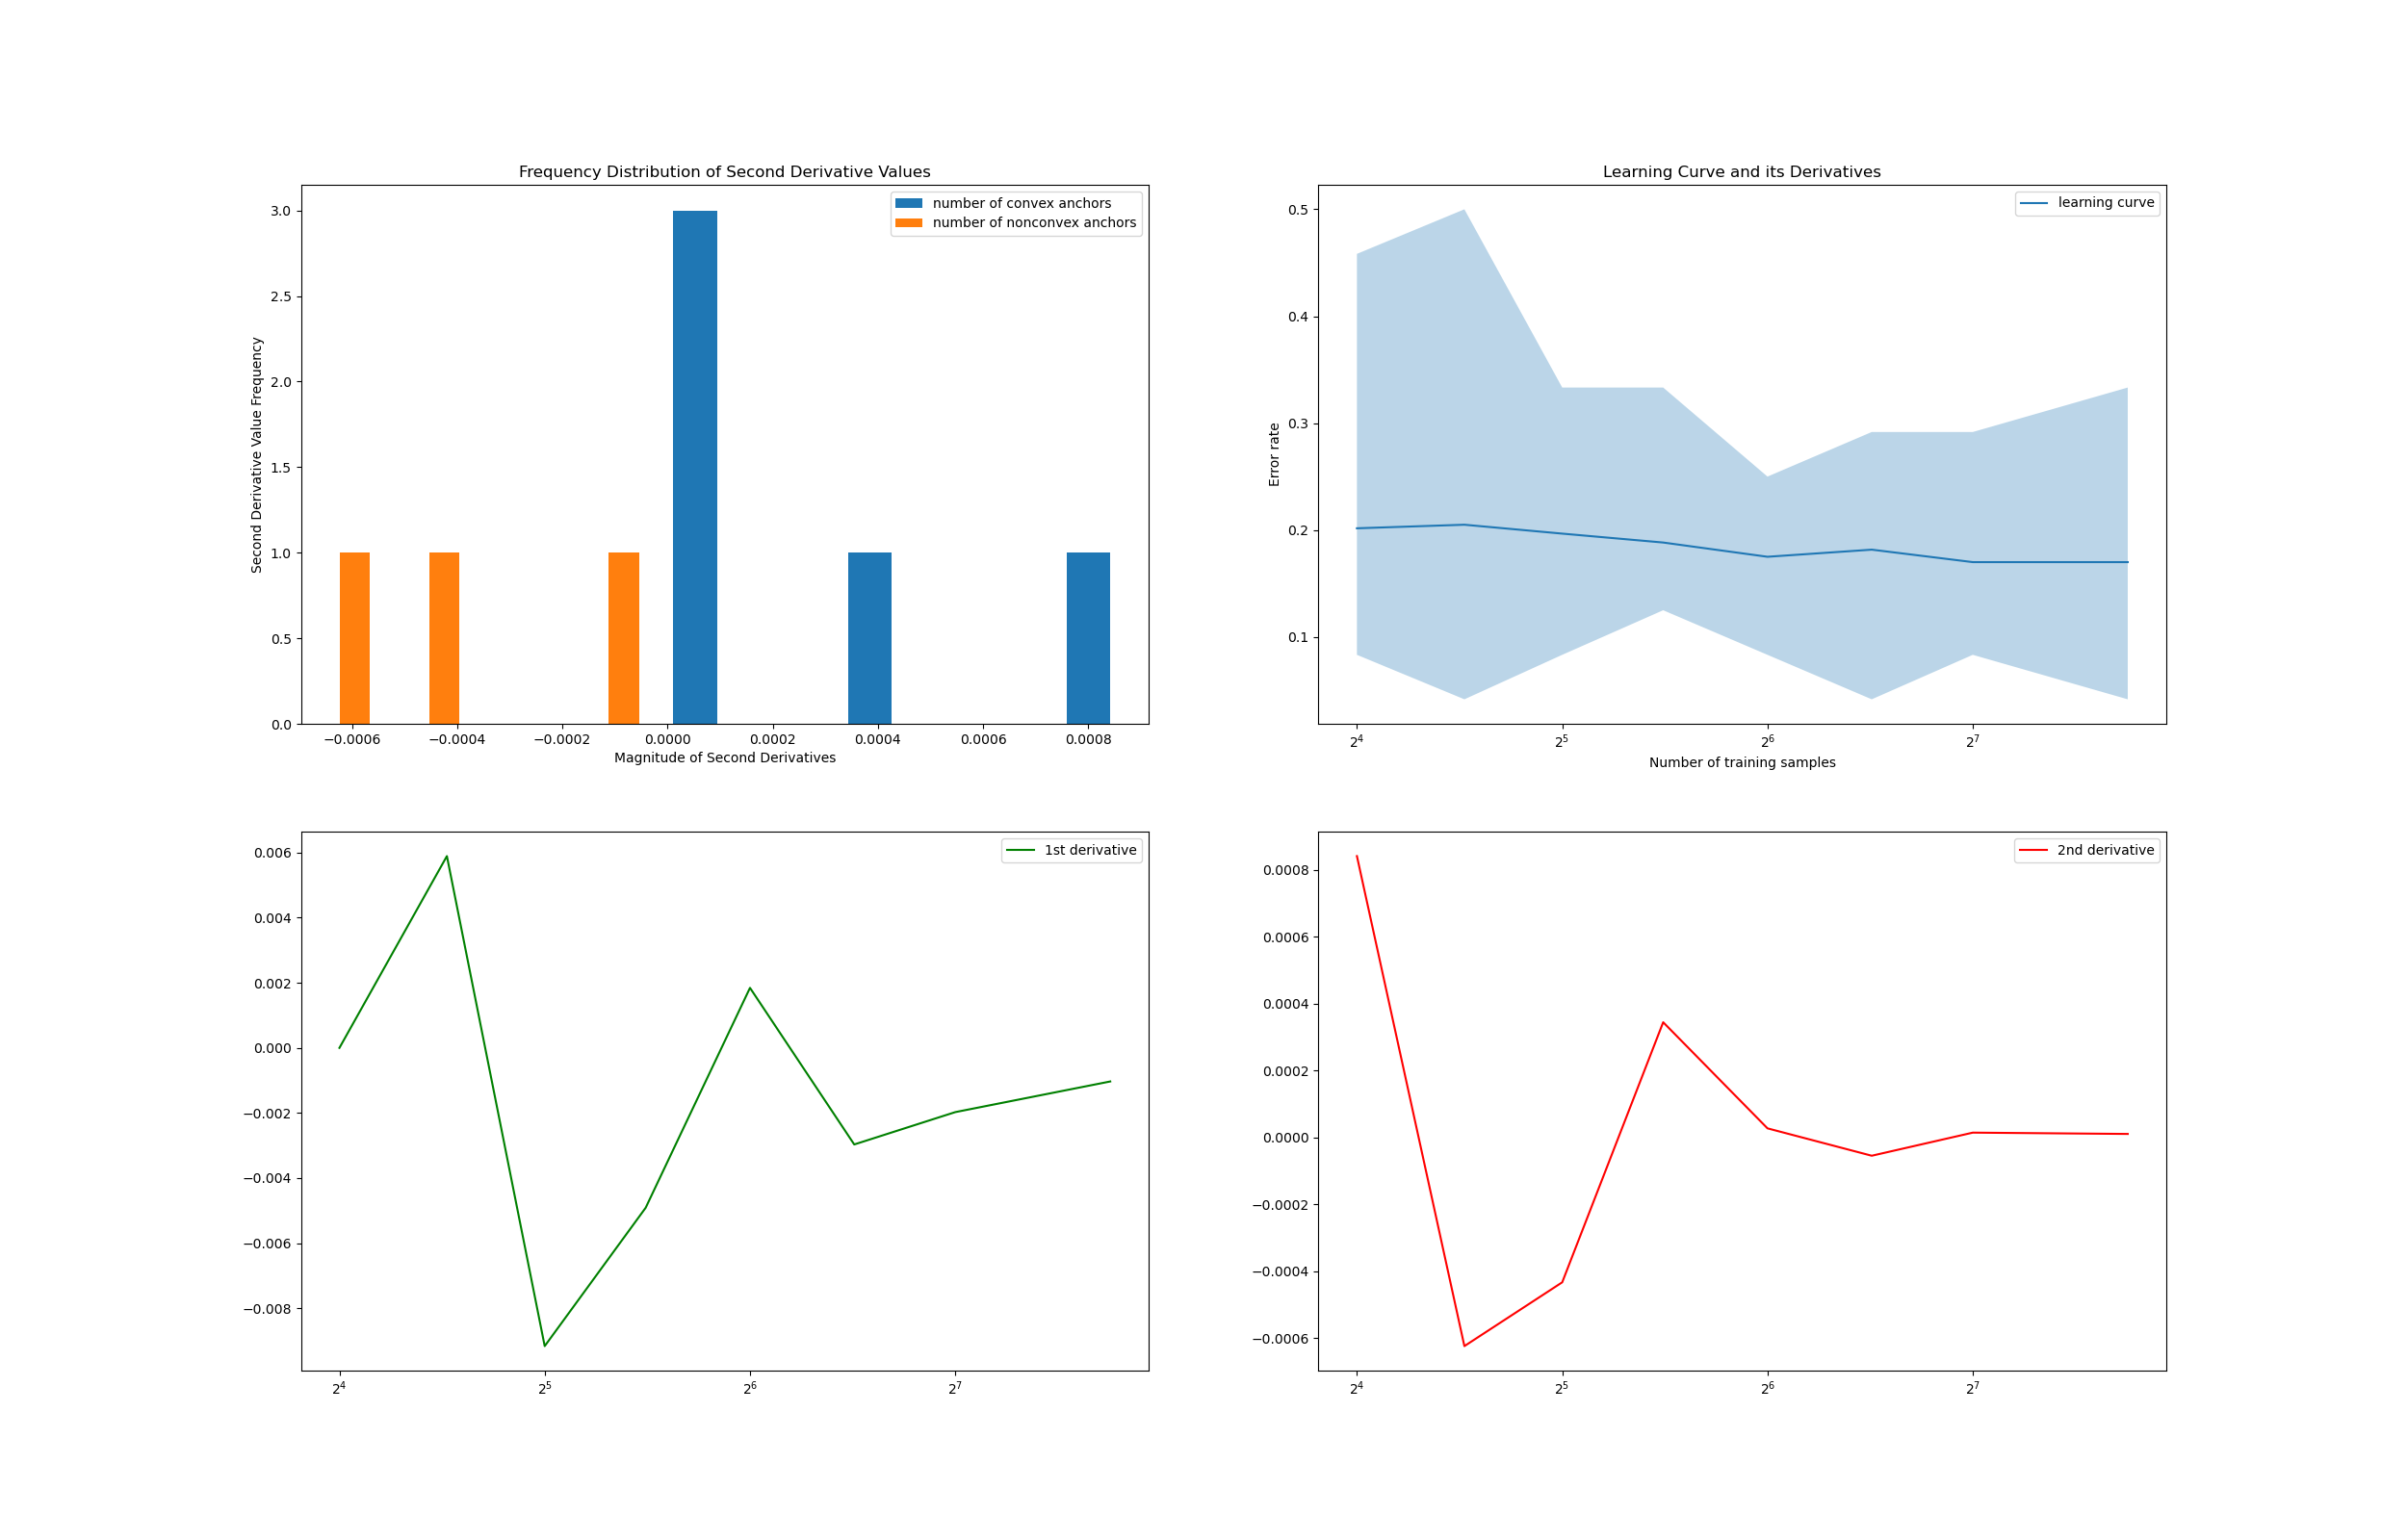 Frequency Distribution of Second Derivative Values
number of convex anchors
number of nonconvex anchors
Second Derivative Value Frequency
3.0
2.5
2.0
1.5
1.0
0.5
0.0
−0.0006 −0.0004 −0.0002 0.0000 0.0002 0.0004 0.0006 0.0008
Magnitude of Second Derivatives
Learning Curve and its Derivatives
learning curve
Error rate
0.5
0.4
0.3
0.2
0.1
2⁴ 2⁵ 2⁶ 2⁷
Number of training samples
1st derivative
0.006
0.004
0.002
0.000
−0.002
−0.004
−0.006
−0.008
2⁴ 2⁵ 2⁶ 2⁷
2nd derivative
0.0008
0.0006
0.0004
0.0002
0.0000
−0.0002
−0.0004
−0.0006
2⁴ 2⁵ 2⁶ 2⁷